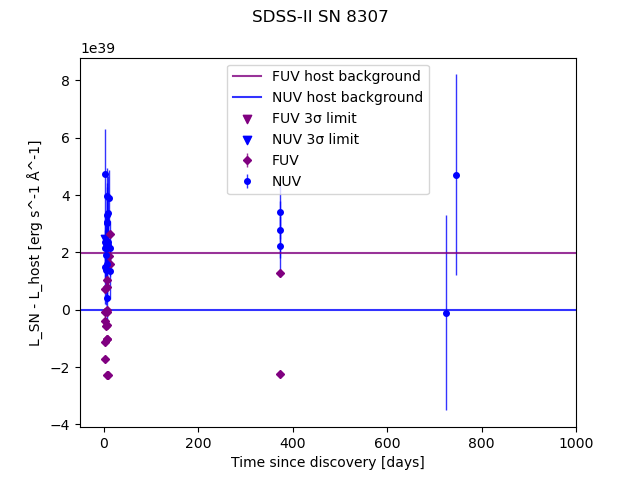 SDSS-II SN 8307
1e39
FUV host background
NUV host background
FUV 3σ limit
NUV 3σ limit
FUV
NUV
8
6
4
2
0
−2
−4
L_SN - L_host [erg s^-1 Å^-1]
0 200 400 600 800 1000
Time since discovery [days]